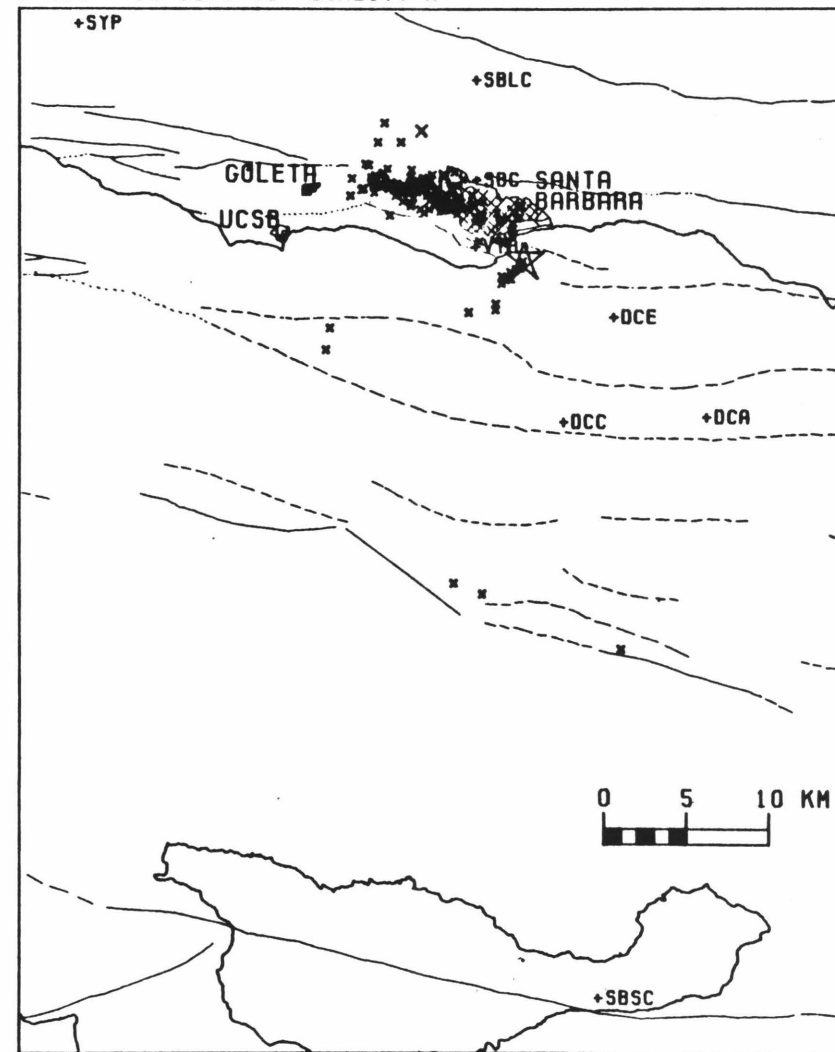 +SYP
+SBLC
GOLETA
+SBC SANTA
BARBARA
UCSB
+DCE
+DCC +DCA
0 5 10 KM
+SBSC